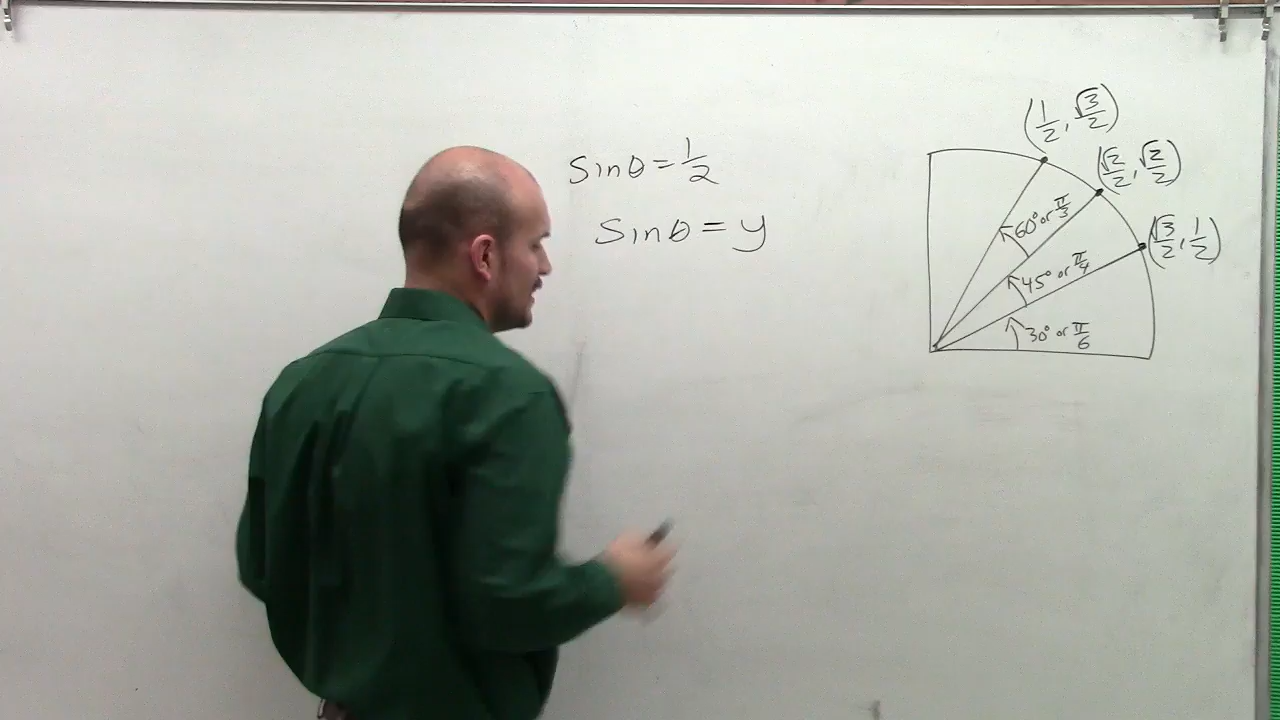 sinθ = 1/2
sinθ = y
(1/2, √3/2)
(√2/2, √2/2)
(√3/2, 1/2)
60° or π/3
45° or π/4
30° or π/6